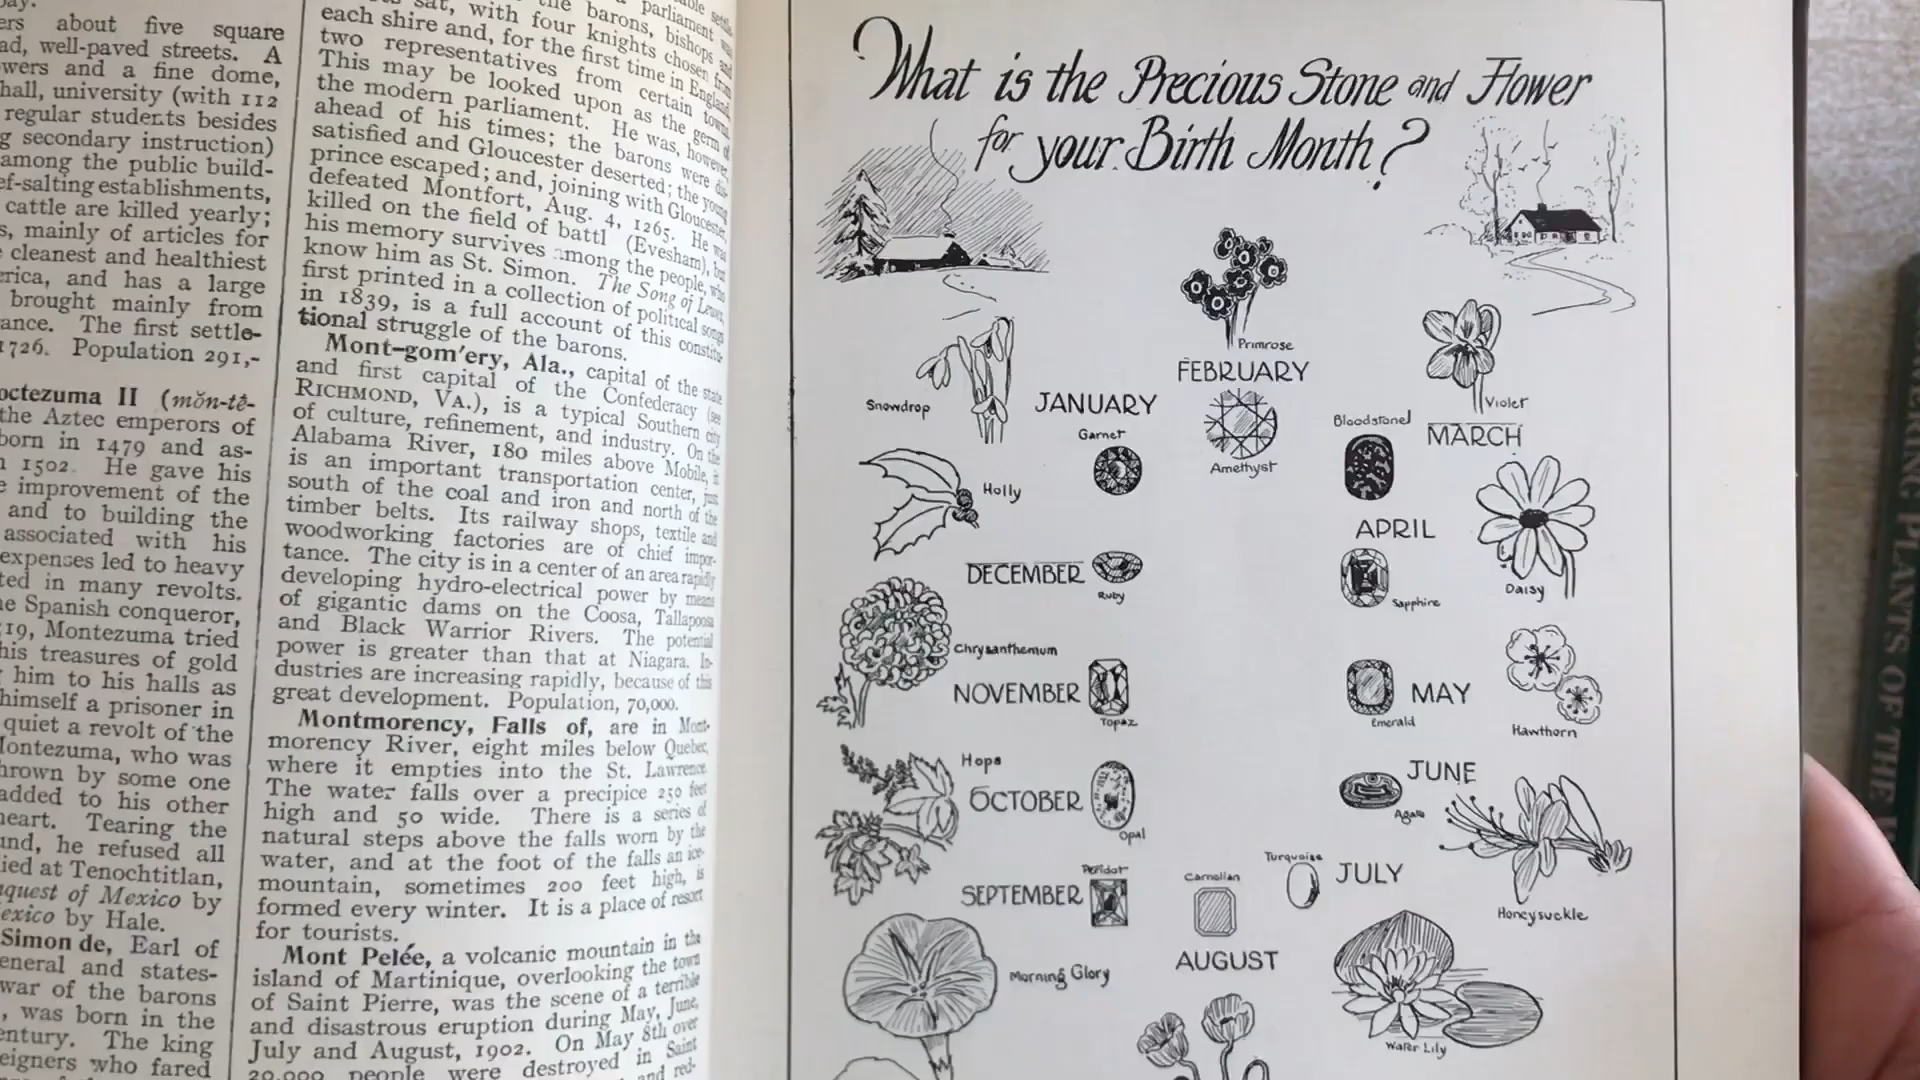 ers about five square
ad, well-paved streets. A
wers and a fine dome,
hall, university (with 112
regular students besides
g secondary instruction)
among the public build-
ef-salting establishments,
cattle are killed yearly;
s, mainly of articles for
cleanest and healthiest
erica, and has a large
brought mainly from
ance. The first settle-
1726. Population 291,-
octezuma II (mŏn-tê-
the Aztec emperors of
born in 1479 and as-
n 1502. He gave his
e improvement of the
and to building the
associated with his
expenses led to heavy
ted in many revolts.
he Spanish conqueror,
19, Montezuma tried
his treasures of gold
him to his halls as
himself a prisoner in
quiet a revolt of the
Montezuma, who was
hrown by some one
added to his other
heart. Tearing the
und, he refused all
ied at Tenochtitlan,
nquest of Mexico by
exico by Hale.
Simon de, Earl of
eneral and states-
war of the barons
, was born in the
entury. The king
eigners who fared
the barons, bishops and
sat, with four knights chosen from
each shire and, for the first time in England,
two representatives from certain towns.
This may be looked upon as the germ of
the modern parliament. He was, however,
ahead of his times; the barons were dis-
satisfied and Gloucester deserted; the young
prince escaped; and, joining with Gloucester,
defeated Montfort, Aug. 4, 1265. He was
killed on the field of battl (Evesham), but
his memory survives among the people, who
know him as St. Simon. The Song of Lewes,
first printed in a collection of political songs
in 1839, is a full account of this constitu-
tional struggle of the barons.
Mont-gom'ery, Ala., capital of the state
and first capital of the Confederacy (see
RICHMOND, VA.), is a typical Southern city
of culture, refinement, and industry. On the
Alabama River, 180 miles above Mobile, it
is an important transportation center, just
south of the coal and iron and north of the
timber belts. Its railway shops, textile and
woodworking factories are of chief impor-
tance. The city is in a center of an area rapidly
developing hydro-electrical power by means
of gigantic dams on the Coosa, Tallapoosa
and Black Warrior Rivers. The potential
power is greater than that at Niagara. In-
dustries are increasing rapidly, because of this
great development. Population, 70,000.
Montmorency, Falls of, are in Mont-
morency River, eight miles below Quebec,
where it empties into the St. Lawrence.
The water falls over a precipice 250 feet
high and 50 wide. There is a series of
natural steps above the falls worn by the
water, and at the foot of the falls an ice-
mountain, sometimes 200 feet high, is
formed every winter. It is a place of resort
for tourists.
Mont Pelée, a volcanic mountain in the
island of Martinique, overlooking the town
of Saint Pierre, was the scene of a terrible
and disastrous eruption during May, June,
July and August, 1902. On May 8th over
people were destroyed in Saint
and red-
What is the Precious Stone and Flower
for your Birth Month?
Primrose
FEBRUARY
Amethyst
Snowdrop
JANUARY
Garnet
Violet
Bloodstone
MARCH
Holly
DECEMBER
Ruby
APRIL
Sapphire
Daisy
Chrysanthemum
NOVEMBER
Topaz
MAY
Emerald
Hawthorn
Hops
OCTOBER
Opal
JUNE
Agate
Honeysuckle
Peridot
SEPTEMBER
Carnelian
Turquoise
JULY
Morning Glory
AUGUST
Water Lily
PLANTS OF THE